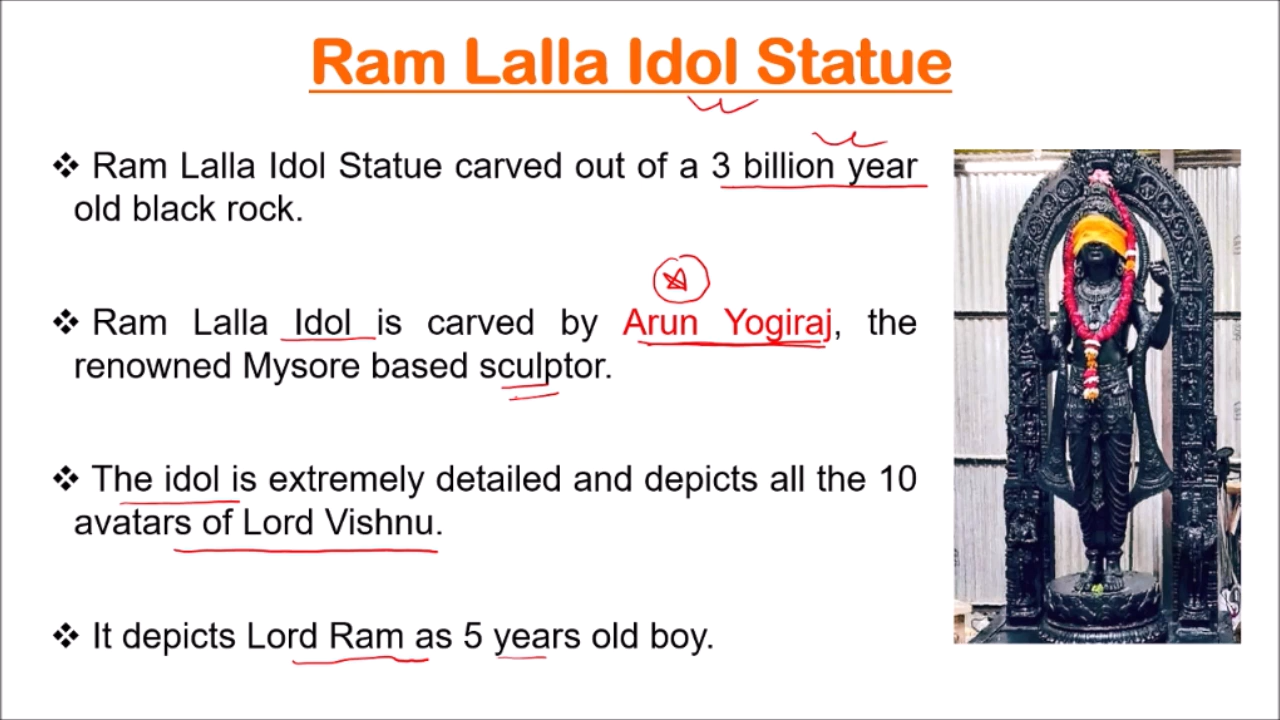 Ram Lalla Idol Statue
❖ Ram Lalla Idol Statue carved out of a 3 billion year
old black rock.
❖ Ram Lalla Idol is carved by Arun Yogiraj, the
renowned Mysore based sculptor.
❖ The idol is extremely detailed and depicts all the 10
avatars of Lord Vishnu.
❖ It depicts Lord Ram as 5 years old boy.